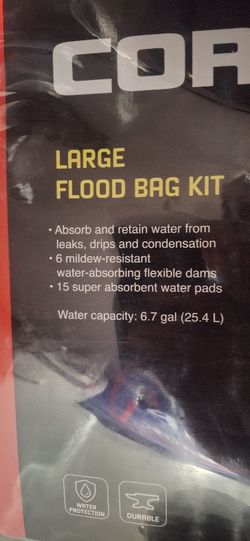 COR
LARGE
FLOOD BAG KIT
• Absorb and retain water from
leaks, drips and condensation
• 6 mildew-resistant
water-absorbing flexible dams
• 15 super absorbent water pads
Water capacity: 6.7 gal (25.4 L)
WATER
PROTECTION
DURABLE